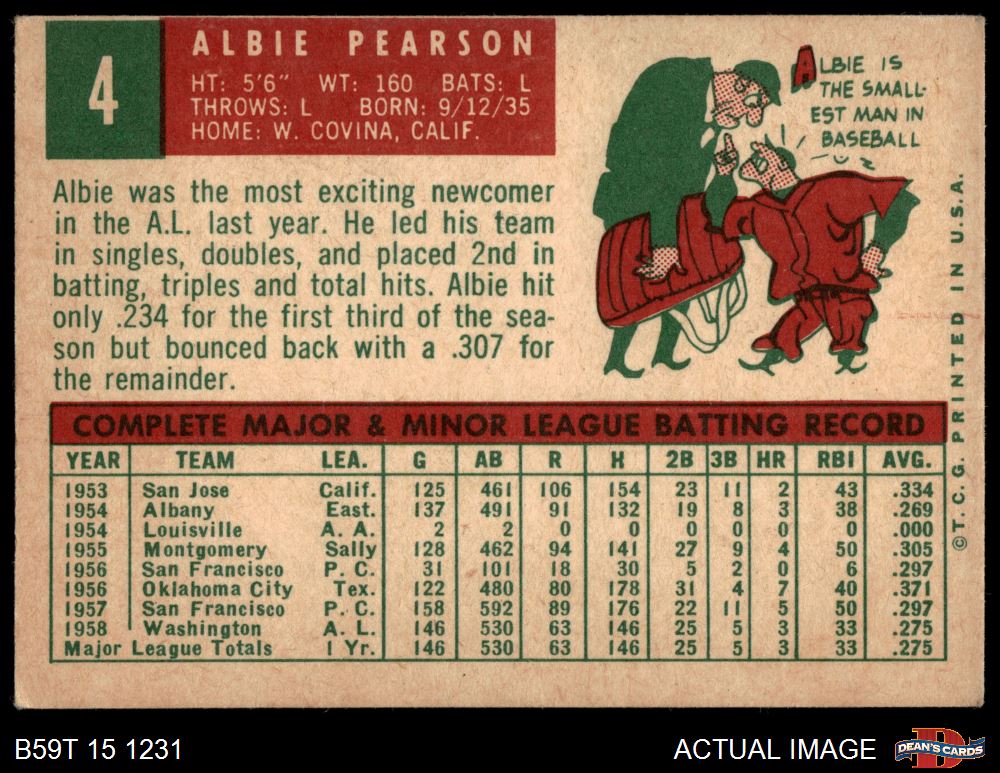 4
ALBIE PEARSON
HT: 5'6" WT: 160 BATS: L
THROWS: L BORN: 9/12/35
HOME: W. COVINA, CALIF.
ALBIE IS
THE SMALL-
EST MAN IN
BASEBALL
Albie was the most exciting newcomer
in the A.L. last year. He led his team
in singles, doubles, and placed 2nd in
batting, triples and total hits. Albie hit
only .234 for the first third of the sea-
son but bounced back with a .307 for
the remainder.
COMPLETE MAJOR & MINOR LEAGUE BATTING RECORD
YEAR TEAM LEA. G AB R H 2B 3B HR RBI AVG.
1953 San Jose Calif. 125 461 106 154 23 11 2 43 .334
1954 Albany East. 137 491 91 132 19 8 3 38 .269
1954 Louisville A. A. 2 2 0 0 0 0 0 0 .000
1955 Montgomery Sally 128 462 94 141 27 9 4 50 .305
1956 San Francisco P. C. 31 101 18 30 5 2 0 6 .297
1956 Oklahoma City Tex. 122 480 80 178 31 4 7 40 .371
1957 San Francisco P. C. 158 592 89 176 22 11 5 50 .297
1958 Washington A. L. 146 530 63 146 25 5 3 33 .275
Major League Totals 1 Yr. 146 530 63 146 25 5 3 33 .275
© T. C. G. PRINTED IN U.S.A.
B59T 15 1231
ACTUAL IMAGE
D
DEAN'S CARDS